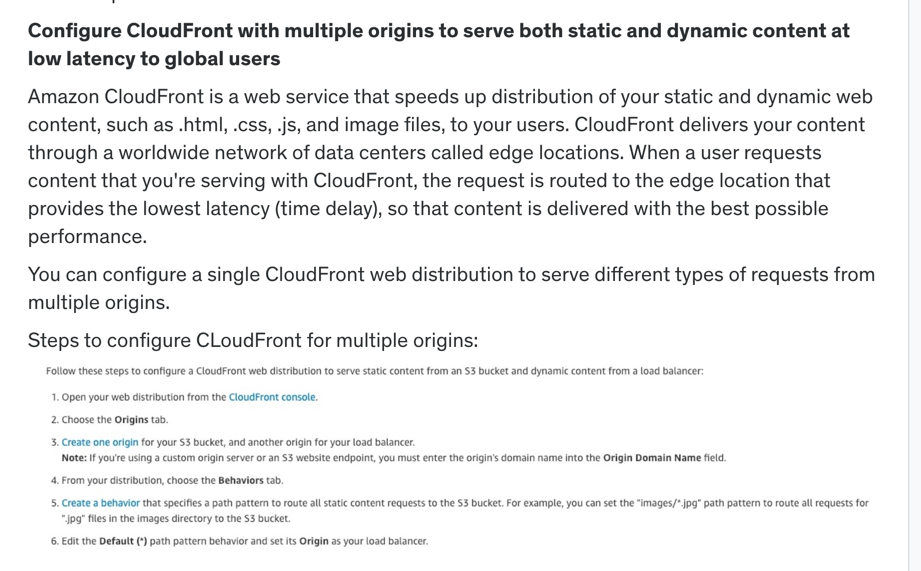 Configure CloudFront with multiple origins to serve both static and dynamic content at
low latency to global users
Amazon CloudFront is a web service that speeds up distribution of your static and dynamic web
content, such as .html, .css, .js, and image files, to your users. CloudFront delivers your content
through a worldwide network of data centers called edge locations. When a user requests
content that you're serving with CloudFront, the request is routed to the edge location that
provides the lowest latency (time delay), so that content is delivered with the best possible
performance.
You can configure a single CloudFront web distribution to serve different types of requests from
multiple origins.
Steps to configure CLoudFront for multiple origins:
Follow these steps to configure a CloudFront web distribution to serve static content from an S3 bucket and dynamic content from a load balancer:
1. Open your web distribution from the CloudFront console.
2. Choose the Origins tab.
3. Create one origin for your S3 bucket, and another origin for your load balancer.
Note: If you're using a custom origin server or an S3 website endpoint, you must enter the origin's domain name into the Origin Domain Name field.
4. From your distribution, choose the Behaviors tab.
5. Create a behavior that specifies a path pattern to route all static content requests to the S3 bucket. For example, you can set the "images/*.jpg" path pattern to route all requests for
".jpg" files in the images directory to the S3 bucket.
6. Edit the Default (*) path pattern behavior and set its Origin as your load balancer.